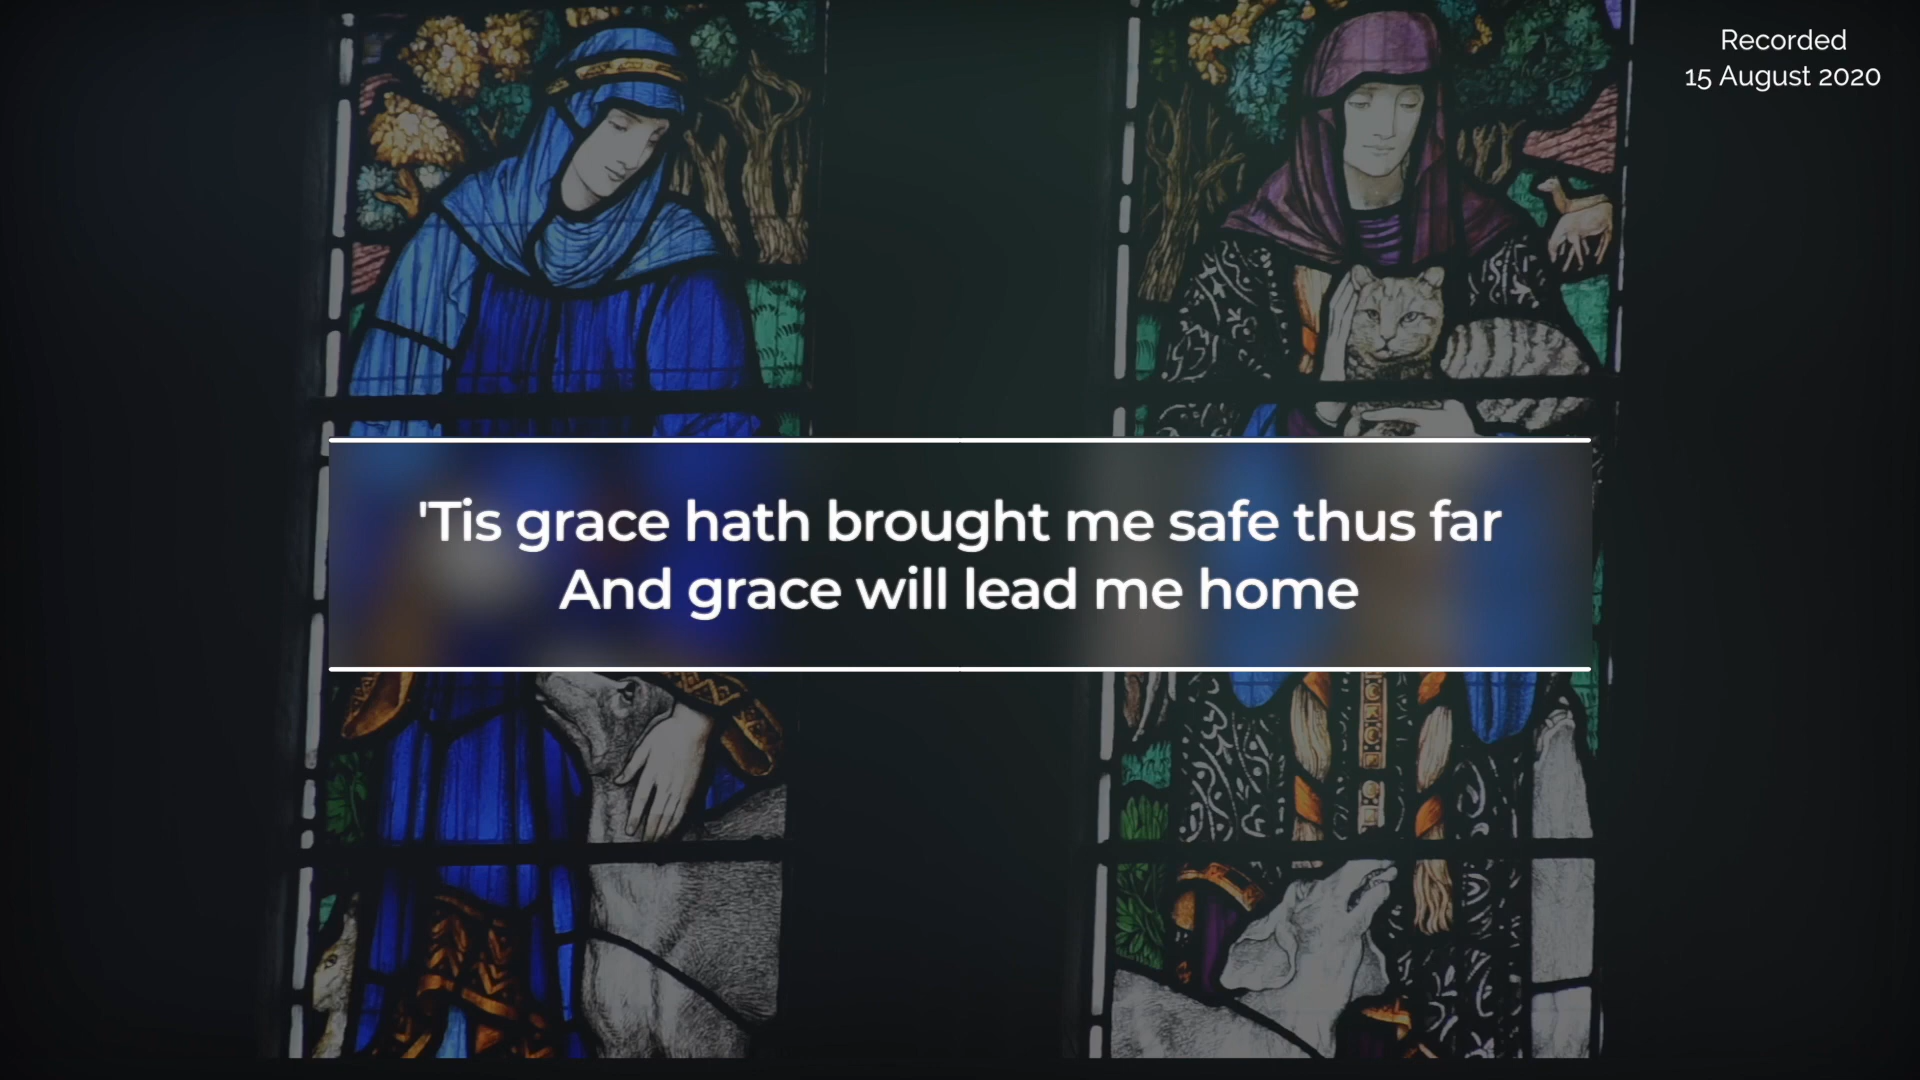 Recorded
15 August 2020
'Tis grace hath brought me safe thus far
And grace will lead me home